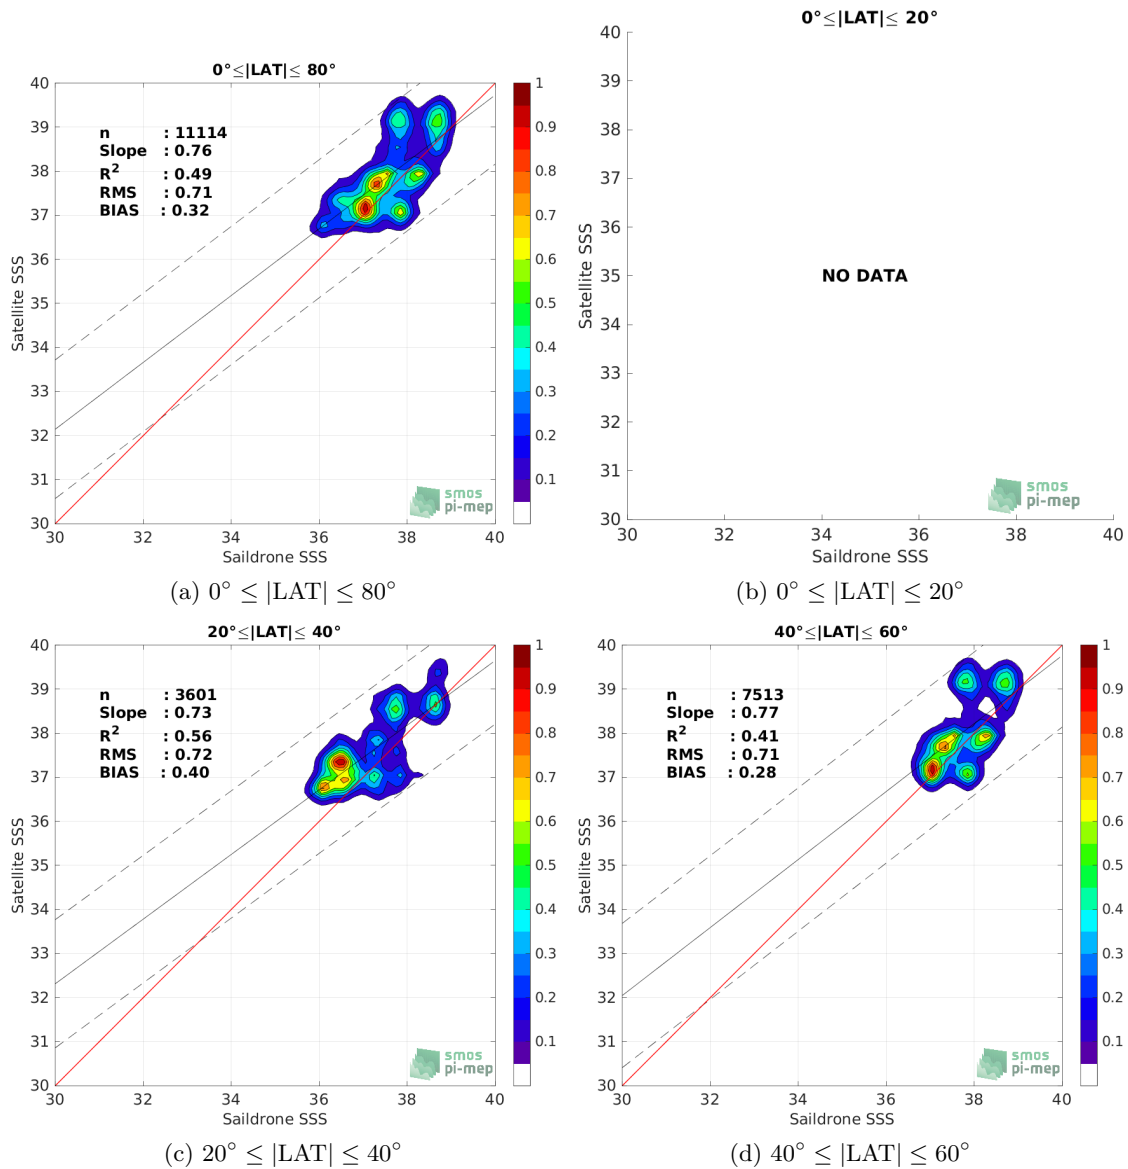 0°≤|LAT|≤ 80°
40
39
38
37
36
35
34
33
32
31
30
Satellite SSS
n : 11114
Slope : 0.76
R² : 0.49
RMS : 0.71
BIAS : 0.32
smos
pi-mep
30 32 34 36 38 40
Saildrone SSS
1
0.9
0.8
0.7
0.6
0.5
0.4
0.3
0.2
0.1
(a) 0° ≤ |LAT| ≤ 80°
0°≤|LAT|≤ 20°
40
39
38
37
36
35
34
33
32
31
30
Satellite SSS
NO DATA
smos
pi-mep
30 32 34 36 38 40
Saildrone SSS
(b) 0° ≤ |LAT| ≤ 20°
20°≤|LAT|≤ 40°
40
39
38
37
36
35
34
33
32
31
30
Satellite SSS
n : 3601
Slope : 0.73
R² : 0.56
RMS : 0.72
BIAS : 0.40
smos
pi-mep
30 32 34 36 38 40
Saildrone SSS
1
0.9
0.8
0.7
0.6
0.5
0.4
0.3
0.2
0.1
(c) 20° ≤ |LAT| ≤ 40°
40°≤|LAT|≤ 60°
40
39
38
37
36
35
34
33
32
31
30
Satellite SSS
n : 7513
Slope : 0.77
R² : 0.41
RMS : 0.71
BIAS : 0.28
smos
pi-mep
30 32 34 36 38 40
Saildrone SSS
1
0.9
0.8
0.7
0.6
0.5
0.4
0.3
0.2
0.1
(d) 40° ≤ |LAT| ≤ 60°